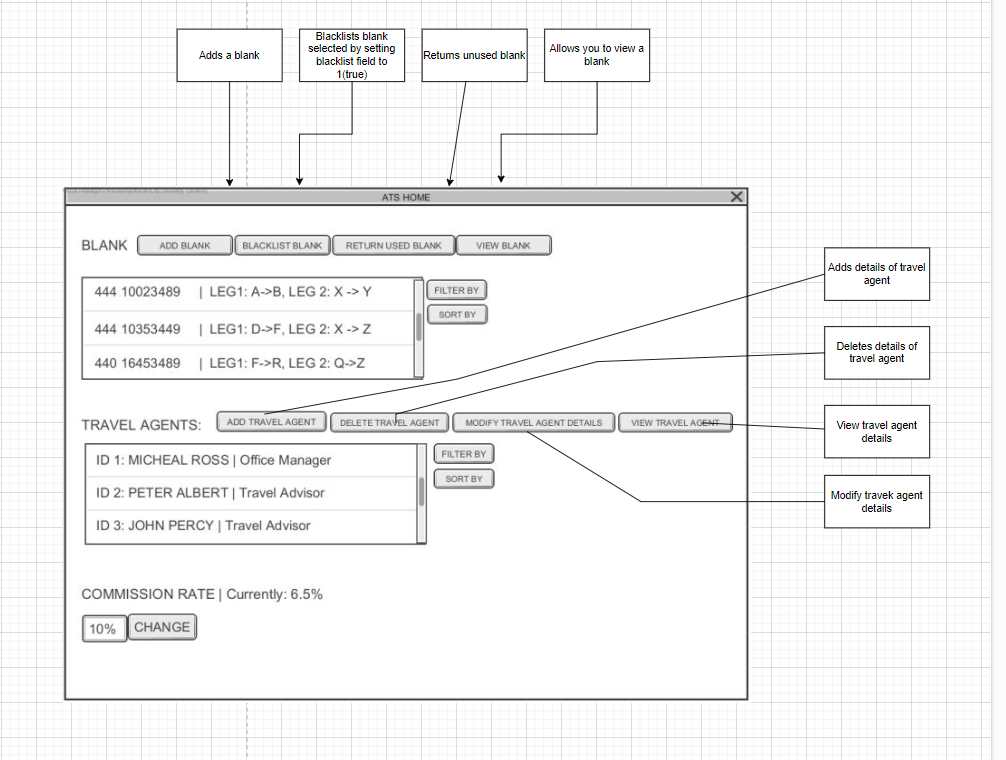 Adds a blank
Blacklists blank
selected by setting
blacklist field to
1(true)
Returns unused blank
Allows you to view a
blank
ATS HOME
BLANK
ADD BLANK
BLACKLIST BLANK
RETURN USED BLANK
VIEW BLANK
444 10023489 | LEG1: A->B, LEG 2: X -> Y
444 10353449 | LEG1: D->F, LEG 2: X -> Z
440 16453489 | LEG1: F->R, LEG 2: Q->Z
FILTER BY
SORT BY
Adds details of travel
agent
Deletes details of
travel agent
View travel agent
details
Modify travek agent
details
TRAVEL AGENTS:
ADD TRAVEL AGENT
DELETE TRAVEL AGENT
MODIFY TRAVEL AGENT DETAILS
VIEW TRAVEL AGENT
ID 1: MICHEAL ROSS | Office Manager
ID 2: PETER ALBERT | Travel Advisor
ID 3: JOHN PERCY | Travel Advisor
FILTER BY
SORT BY
COMMISSION RATE | Currently: 6.5%
10%
CHANGE